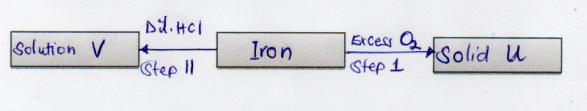 Dil. HCl
Solution V
Step II
Iron
Excess O2
Step 1
Solid U